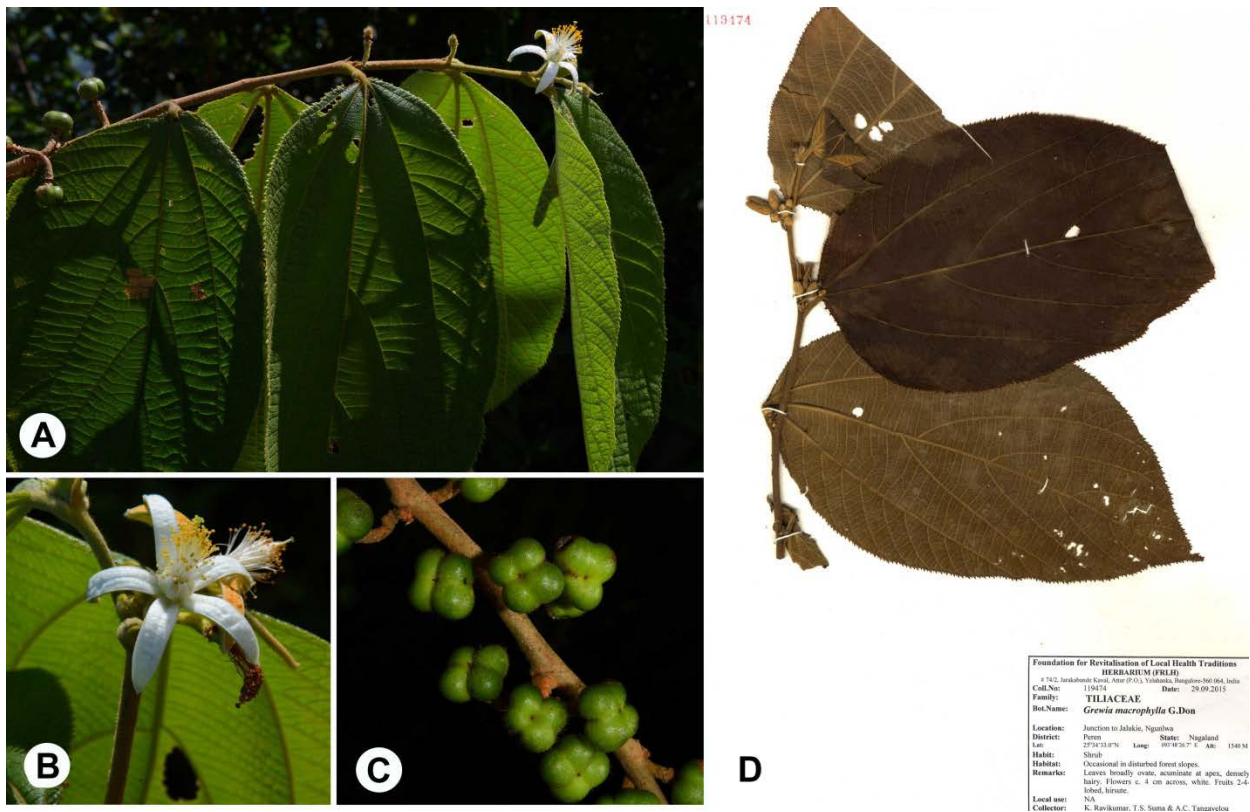 A
B
C
D
119474
Foundation for Revitalisation of Local Health Traditions
HERBARIUM (FRLH)
# 74/2, Jarakabande Kaval, Attur (P.O.), Yelahanka, Bangalore-560 064, India
Coll.No: 119474 Date: 29.09.2015
Family: TILIACEAE
Bot.Name: Grewia macrophylla G.Don
Location: Junction to Jalukie, Ngunlwa
District: Peren State: Nagaland
Lat: 25°34'33.0"N Long: 093°48'26.7" E Alt: 1540 M
Habit: Shrub
Habitat: Occasional in disturbed forest slopes.
Remarks: Leaves broadly ovate, acuminate at apex, densely
hairy. Flowers c. 4 cm across, white. Fruits 2-4-
lobed, hirsute.
Local use: NA
Collector: K. Ravikumar, T.S. Suma & A.C. Tangavelou